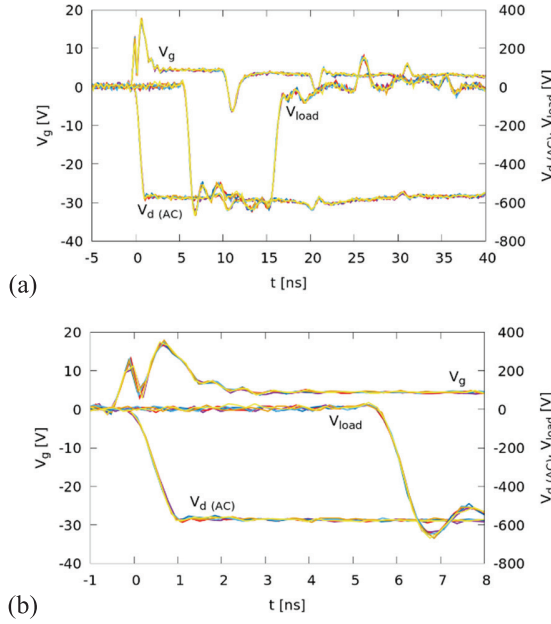 20
10
0
-10
-20
-30
-40
V_g [V]
400
200
0
-200
-400
-600
-800
V_d (AC), V_load [V]
V_g
V_load
V_d (AC)
-5 0 5 10 15 20 25 30 35 40
t [ns]
(a)
20
10
0
-10
-20
-30
-40
V_g [V]
400
200
0
-200
-400
-600
-800
V_d (AC), V_load [V]
V_g
V_load
V_d (AC)
-1 0 1 2 3 4 5 6 7 8
t [ns]
(b)